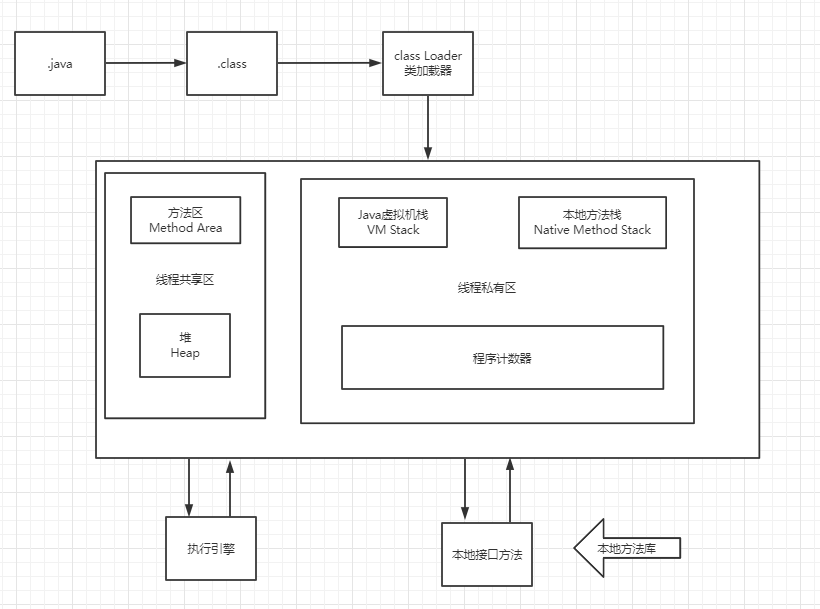 .java
.class
class Loader
类加载器
方法区
Method Area
线程共享区
堆
Heap
Java虚拟机栈
VM Stack
本地方法栈
Native Method Stack
线程私有区
程序计数器
执行引擎
本地接口方法
本地方法库